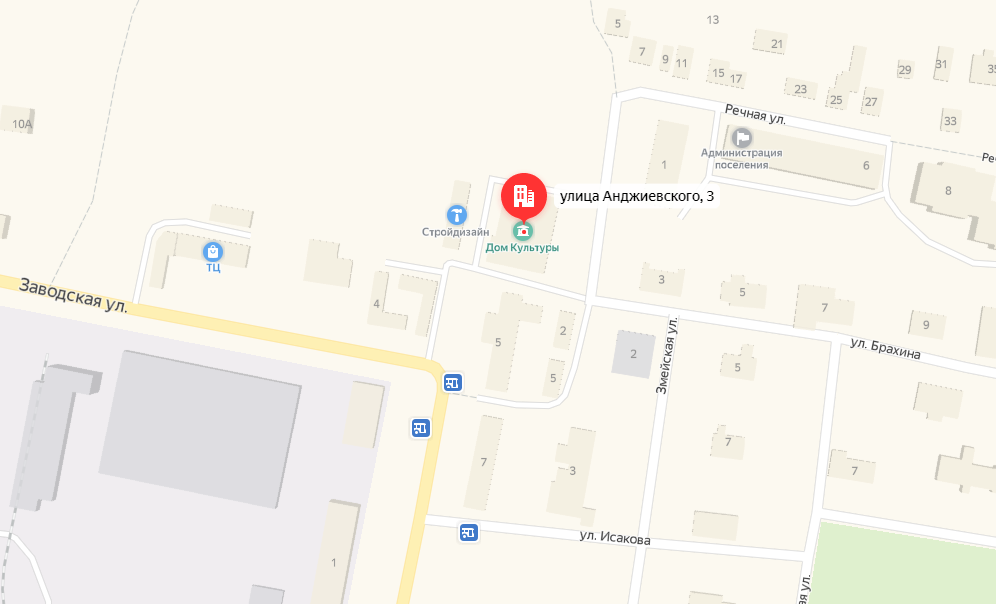 13
5
21
7
9
11
31
35
15
17
29
23
25
27
Речная ул.
33
10А
Администрация
поселения
1
6
Ре
8
улица Анджиевского, 3
Стройдизайн
Дом Культуры
ТЦ
3
5
Заводская ул.
4
7
9
2
5
2
ул. Брахина
Змейская ул.
5
5
7
7
3
7
ул. Исакова
1
ая ул.